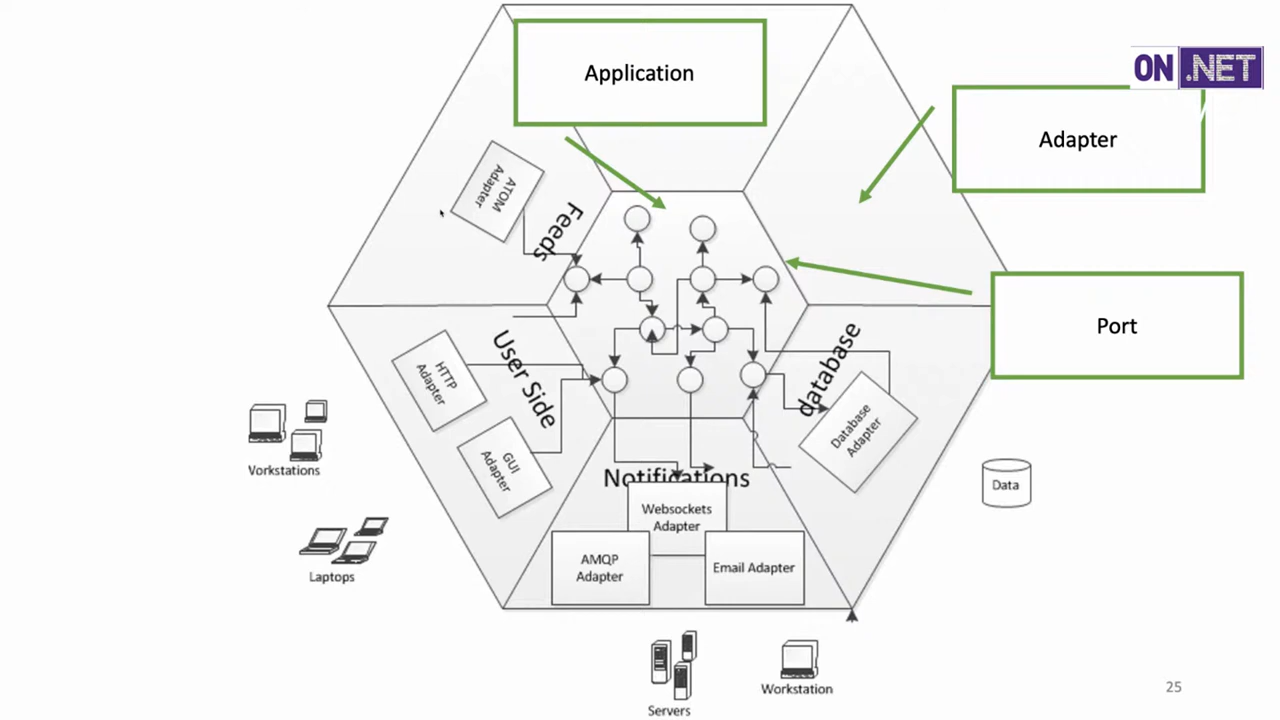 Application
ON .NET
Adapter
ATOM
Adapter
Feeds
Port
HTTP
Adapter
User Side
database
Database
Adapter
GUI
Adapter
Workstations
Notifications
Data
Websockets
Adapter
AMQP
Adapter
Email Adapter
Laptops
Servers
Workstation
25